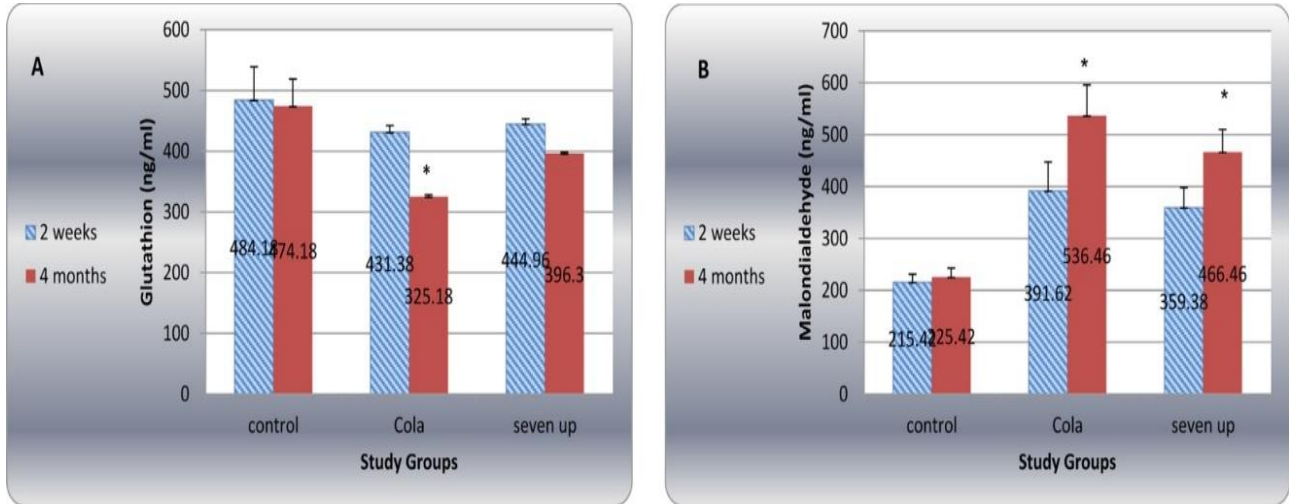 A
Glutathion (ng/ml)
600
500
400
300
200
100
0
484.18
474.18
431.38
325.18
*
444.96
396.3
control
Cola
seven up
Study Groups
2 weeks
4 months
B
Malondialdehyde (ng/ml)
700
600
500
400
300
200
100
0
215.42
225.42
391.62
536.46
*
359.38
466.46
*
control
Cola
seven up
Study Groups
2 weeks
4 months